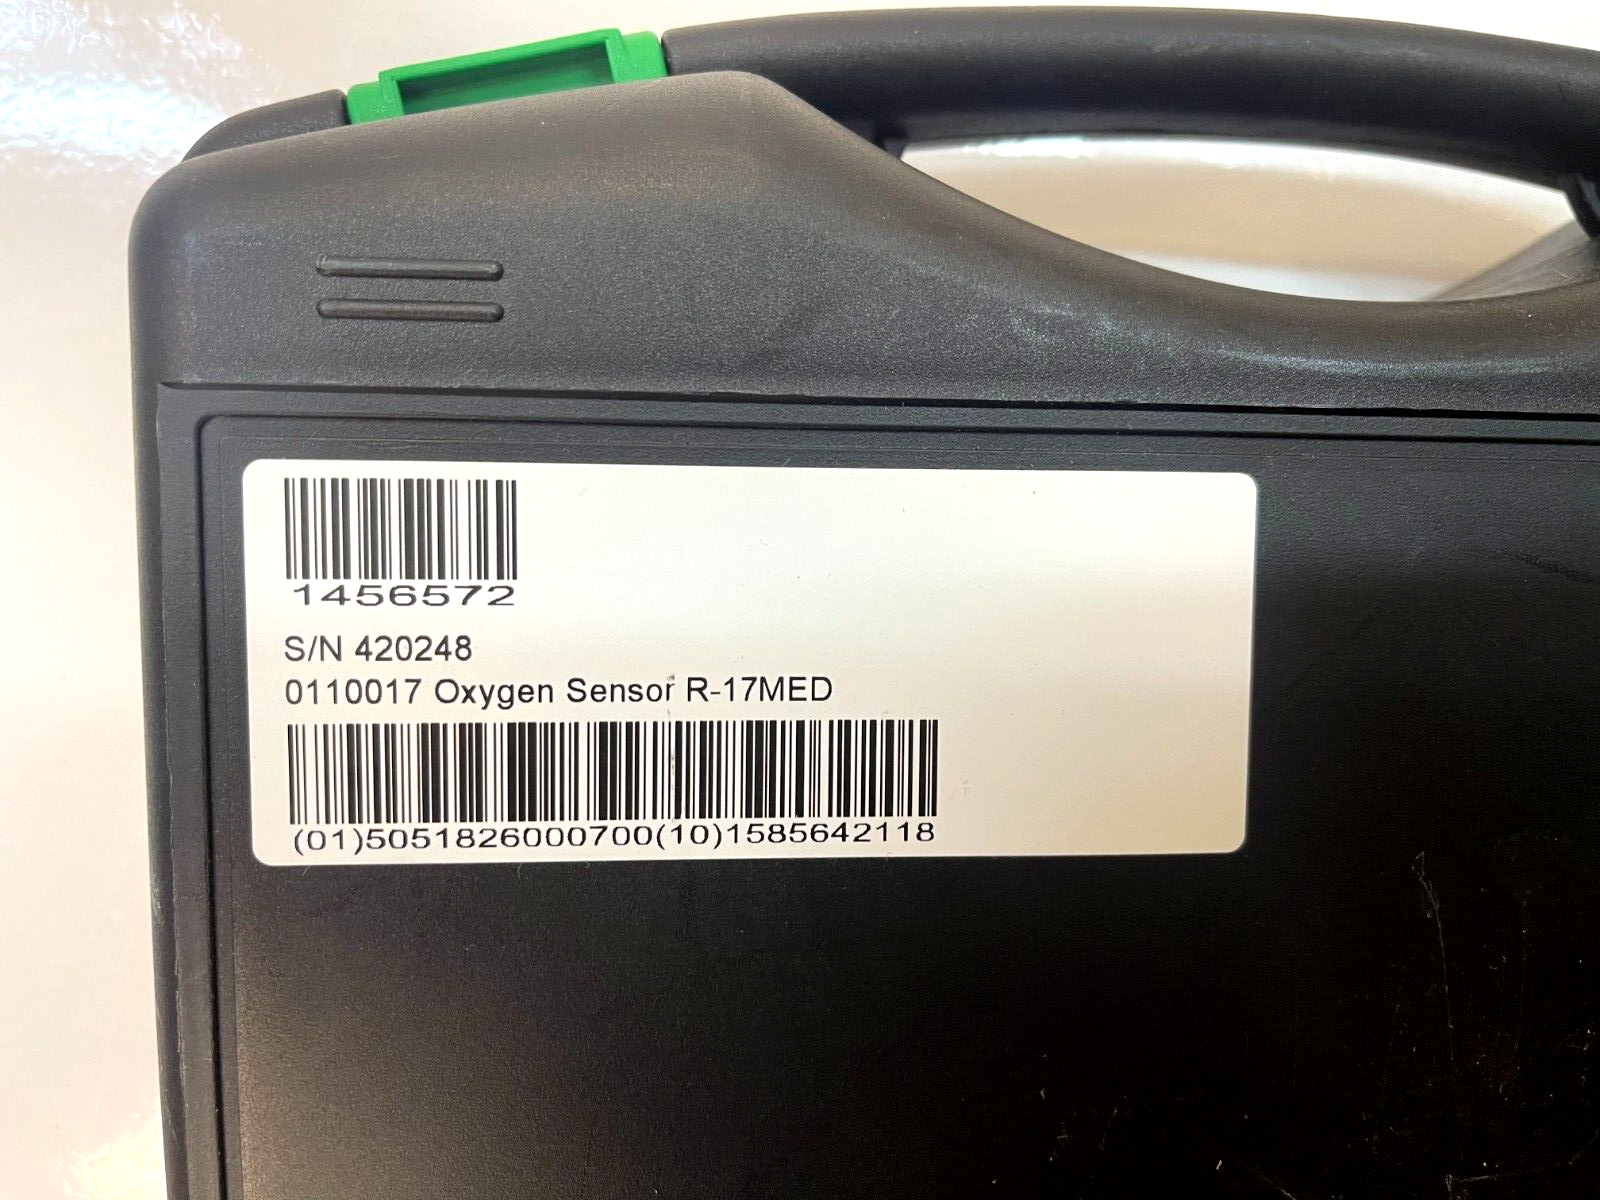 1456572
S/N 420248
0110017 Oxygen Sensor R-17MED
(01)5051826000700(10)1585642118